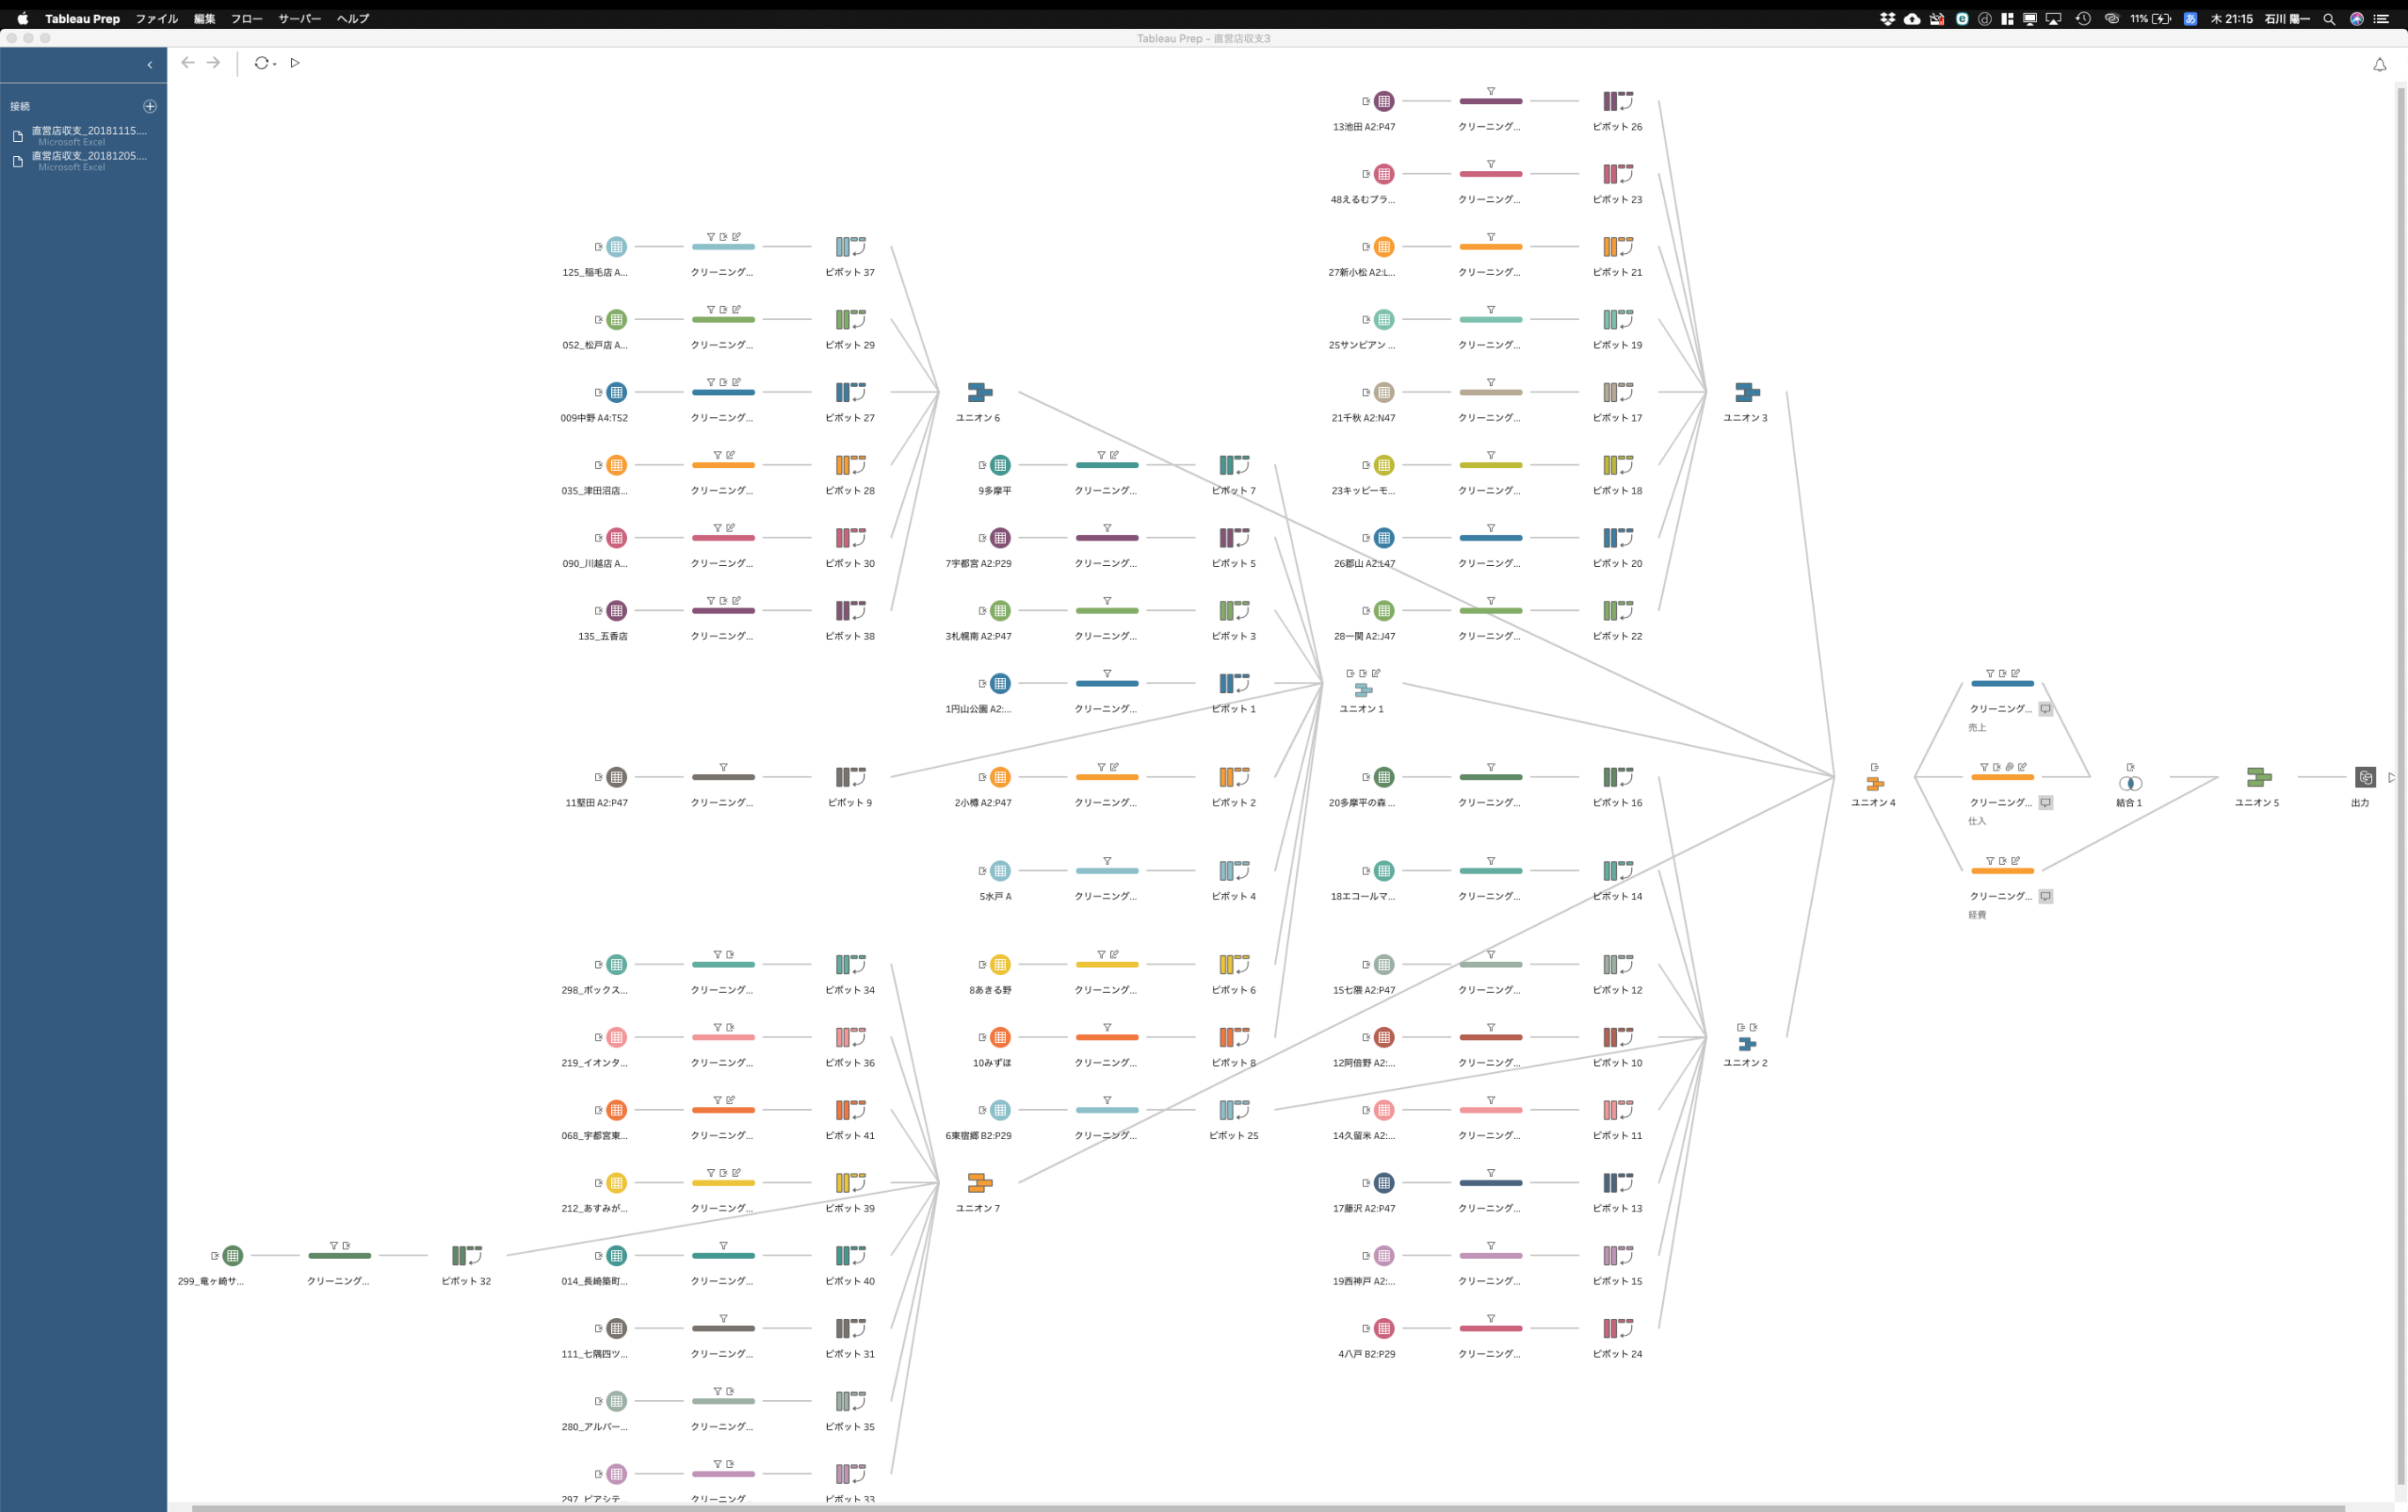 Tableau Prep ファイル 編集 フロー サーバー ヘルプ
11% あ 木 21:15 石川 陽一
Tableau Prep - 直営店収支3
接続
直営店収支_20181115....
Microsoft Excel
直営店収支_20181205....
Microsoft Excel
13池田 A2:P47 クリーニング... ピボット 26
48えるむプラ... クリーニング... ピボット 23
125_稲毛店 A... クリーニング... ピボット 37 27新小松 A2:L... クリーニング... ピボット 21
052_松戸店 A... クリーニング... ピボット 29 25サンピアン ... クリーニング... ピボット 19
009中野 A4:T52 クリーニング... ピボット 27 ユニオン 6 21千秋 A2:N47 クリーニング... ピボット 17 ユニオン 3
035_津田沼店... クリーニング... ピボット 28 9多摩平 クリーニング... ピボット 7 23キッピーモ... クリーニング... ピボット 18
090_川越店 A... クリーニング... ピボット 30 7宇都宮 A2:P29 クリーニング... ピボット 5 26郡山 A2:L47 クリーニング... ピボット 20
135_五香店 クリーニング... ピボット 38 3札幌南 A2:P47 クリーニング... ピボット 3 28一関 A2:J47 クリーニング... ピボット 22
1円山公園 A2:... クリーニング... ピボット 1 ユニオン 1 クリーニング...
売上
11堅田 A2:P47 クリーニング... ピボット 9 2小樽 A2:P47 クリーニング... ピボット 2 20多摩平の森 ... クリーニング... ピボット 16 ユニオン 4 クリーニング... 結合 1 ユニオン 5 出力
仕入
5水戸 A クリーニング... ピボット 4 18エコールマ... クリーニング... ピボット 14 クリーニング...
経費
298_ボックス... クリーニング... ピボット 34 8あきる野 クリーニング... ピボット 6 15七隈 A2:P47 クリーニング... ピボット 12
219_イオンタ... クリーニング... ピボット 36 10みずほ クリーニング... ピボット 8 12阿倍野 A2:... クリーニング... ピボット 10 ユニオン 2
068_宇都宮東... クリーニング... ピボット 41 6東宿郷 B2:P29 クリーニング... ピボット 25 14久留米 A2:... クリーニング... ピボット 11
212_あすみが... クリーニング... ピボット 39 ユニオン 7 17藤沢 A2:P47 クリーニング... ピボット 13
299_竜ヶ崎サ... クリーニング... ピボット 32 014_長崎築町... クリーニング... ピボット 40 19西神戸 A2:... クリーニング... ピボット 15
111_七隅四ツ... クリーニング... ピボット 31 4八戸 B2:P29 クリーニング... ピボット 24
280_アルパー... クリーニング... ピボット 35
297_ピアシテ... クリーニング... ピボット 33